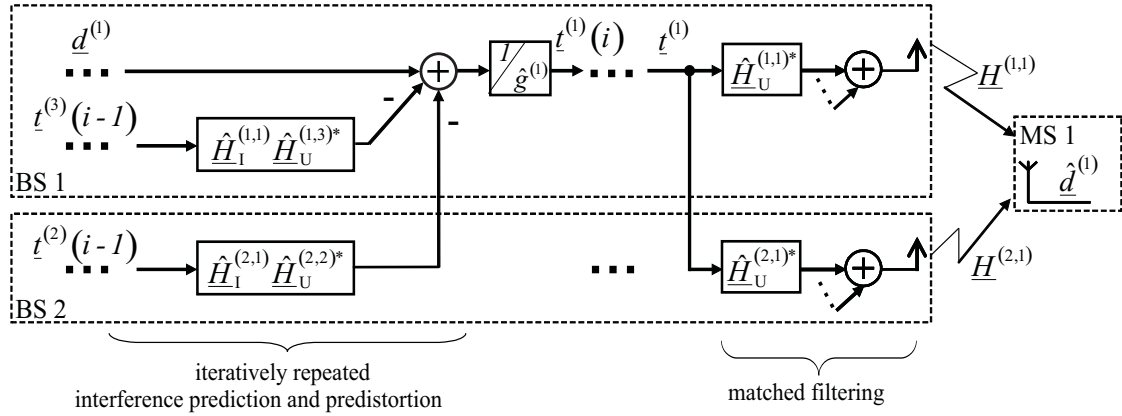 d^(1)
t^(1)(i)
t^(1)
1/ĝ^(1)
Ĥ_U^(1,1)*
H^(1,1)
t^(3)(i-1)
Ĥ_I^(1,1) Ĥ_U^(1,3)*
BS 1
MS 1
d̂^(1)
t^(2)(i-1)
Ĥ_I^(2,1) Ĥ_U^(2,2)*
Ĥ_U^(2,1)*
H^(2,1)
BS 2
iteratively repeated
interference prediction and predistortion
matched filtering